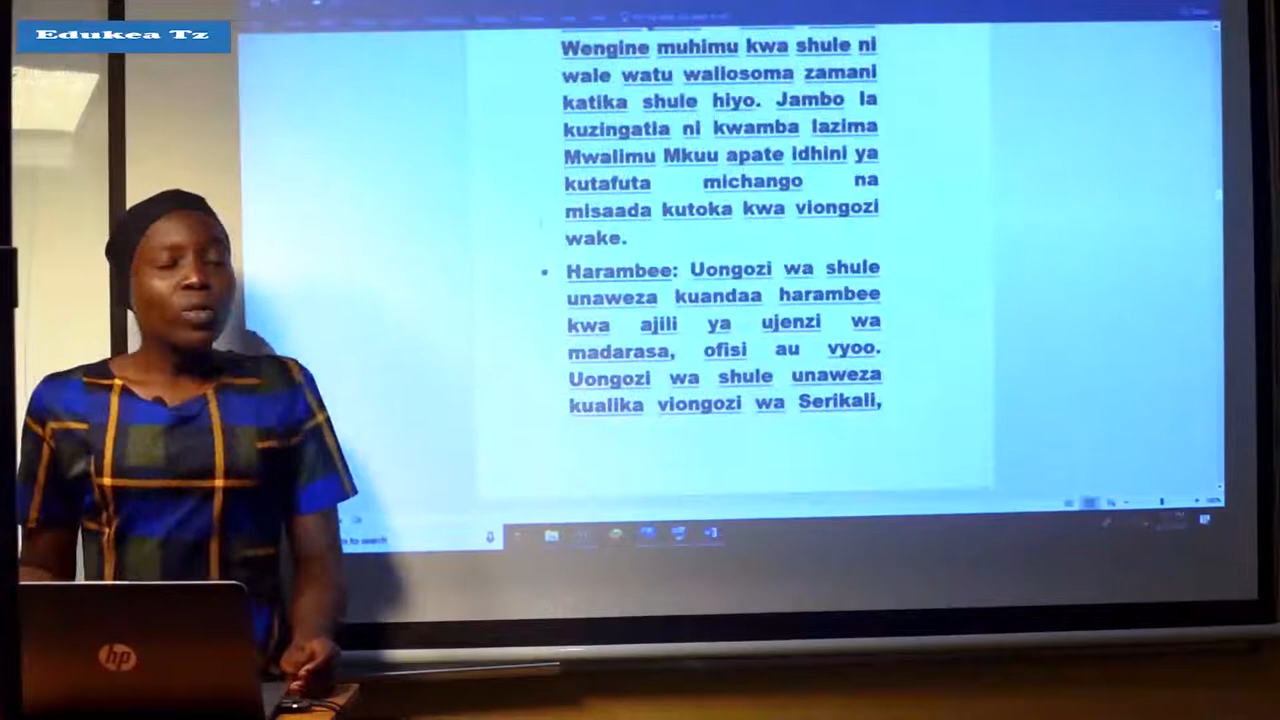 Edukea Tz
Wengine muhimu kwa shule ni
wale watu waliosoma zamani
katika shule hiyo. Jambo la
kuzingatia ni kwamba lazima
Mwalimu Mkuu apate idhini ya
kutafuta michango na
misaada kutoka kwa viongozi
wake.
• Harambee: Uongozi wa shule
unaweza kuandaa harambee
kwa ajili ya ujenzi wa
madarasa, ofisi au vyoo.
Uongozi wa shule unaweza
kualika viongozi wa Serikali,
to search
hp